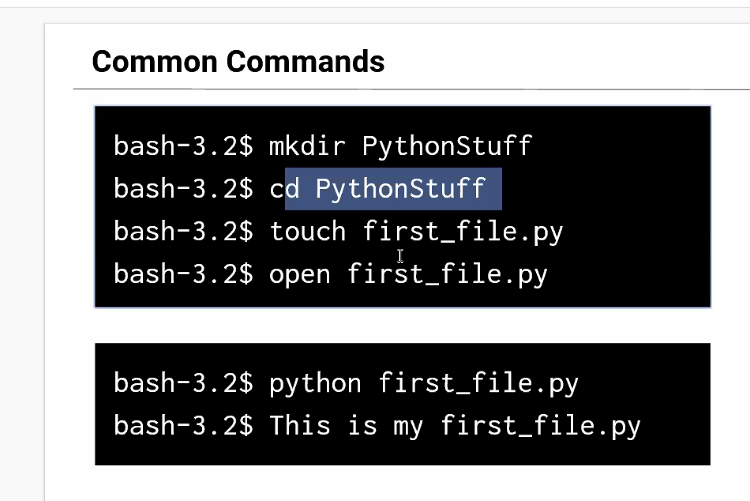 Common Commands
bash-3.2$ mkdir PythonStuff
bash-3.2$ cd PythonStuff
bash-3.2$ touch first_file.py
bash-3.2$ open first_file.py
bash-3.2$ python first_file.py
bash-3.2$ This is my first_file.py